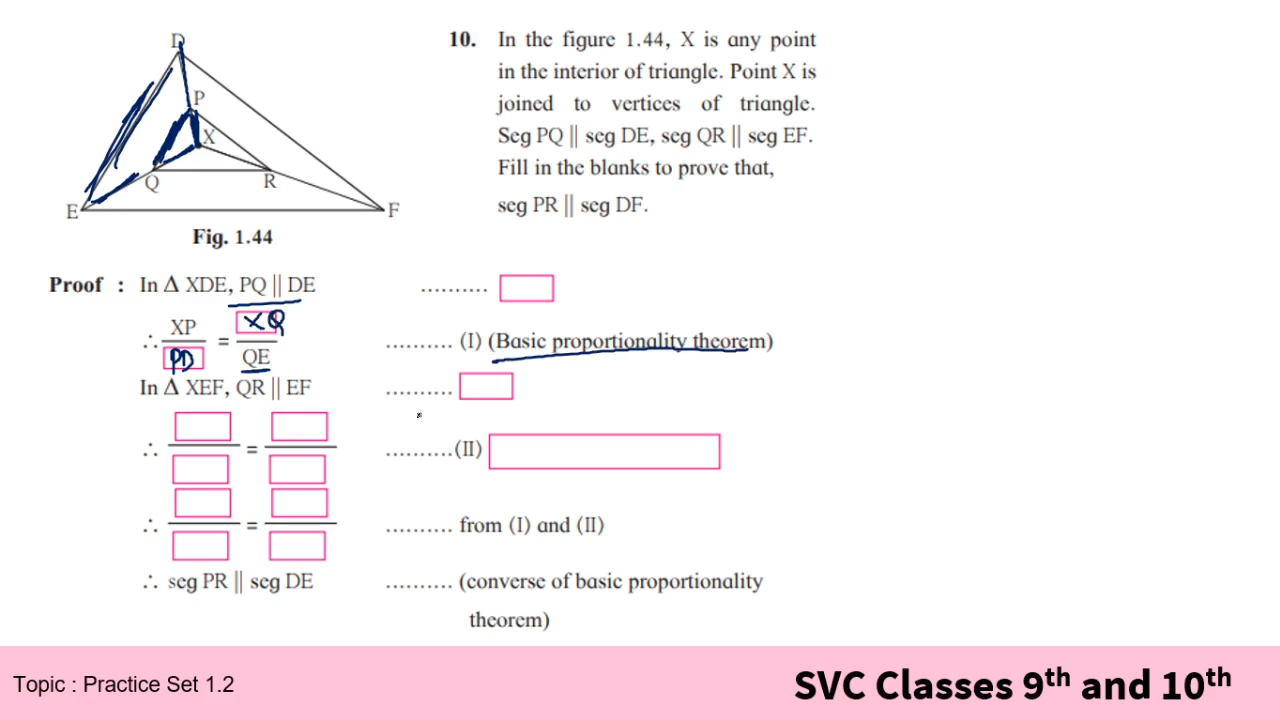 D
P
X
Q
R
E
F
Fig. 1.44
10. In the figure 1.44, X is any point
in the interior of triangle. Point X is
joined to vertices of triangle.
Seg PQ || seg DE, seg QR || seg EF.
Fill in the blanks to prove that,
seg PR || seg DF.
Proof : In Δ XDE, PQ || DE ..........
∴ XP / PD = XQ / QE .......... (I) (Basic proportionality theorem)
In Δ XEF, QR || EF ..........
∴ = ..........(II)
∴ = .......... from (I) and (II)
∴ seg PR || seg DE .......... (converse of basic proportionality
theorem)
Topic : Practice Set 1.2
SVC Classes 9th and 10th